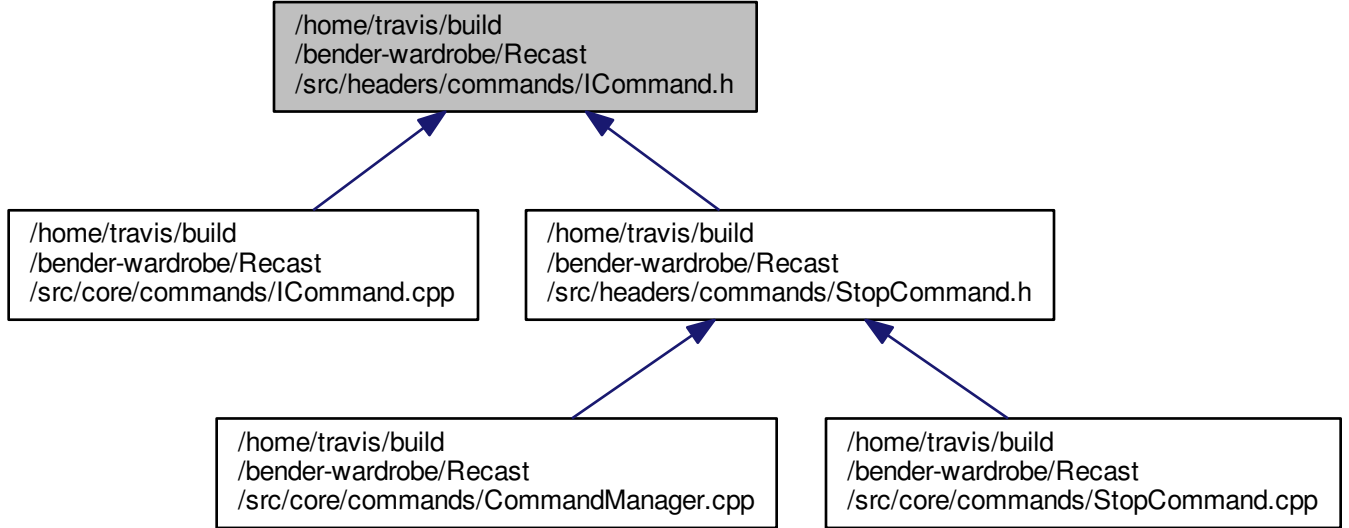 /home/travis/build
/bender-wardrobe/Recast
/src/headers/commands/ICommand.h
/home/travis/build
/bender-wardrobe/Recast
/src/core/commands/ICommand.cpp
/home/travis/build
/bender-wardrobe/Recast
/src/headers/commands/StopCommand.h
/home/travis/build
/bender-wardrobe/Recast
/src/core/commands/CommandManager.cpp
/home/travis/build
/bender-wardrobe/Recast
/src/core/commands/StopCommand.cpp